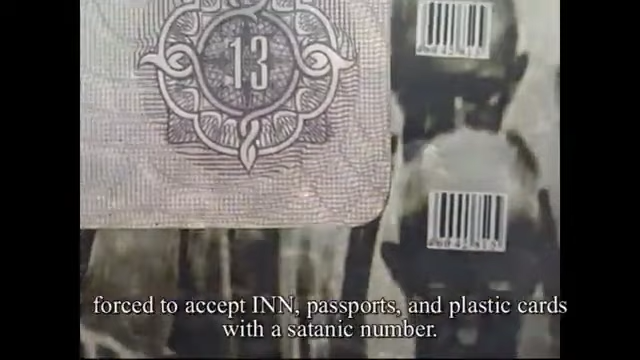 13
forced to accept INN, passports, and plastic cards
with a satanic number.